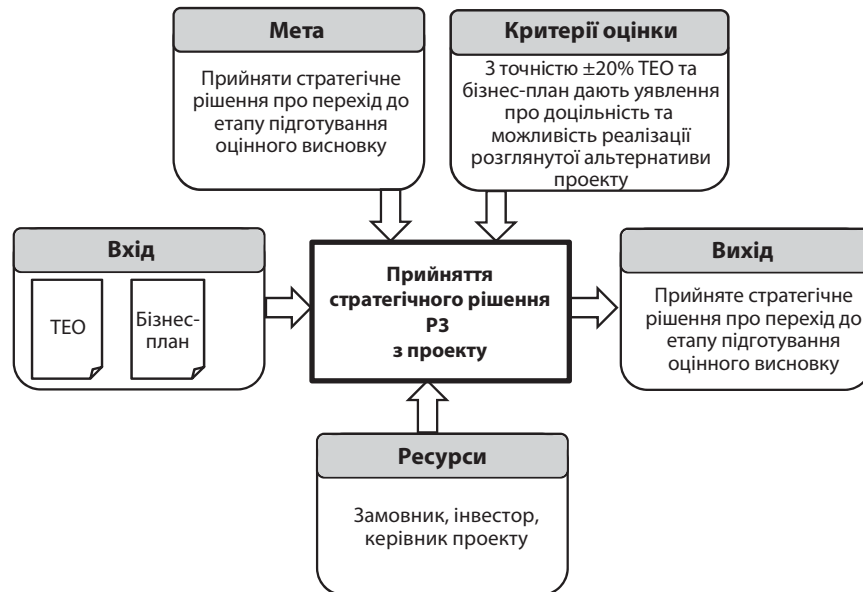 Мета
Прийняти стратегічне
рішення про перехід до
етапу підготування
оцінного висновку
Критерії оцінки
З точністю ±20% ТЕО та
бізнес-план дають уявлення
про доцільність та
можливість реалізації
розглянутої альтернативи
проекту
Вхід
ТЕО
Бізнес-
план
Прийняття
стратегічного рішення
Р3
з проекту
Вихід
Прийняте стратегічне
рішення про перехід до
етапу підготування
оцінного висновку
Ресурси
Замовник, інвестор,
керівник проекту